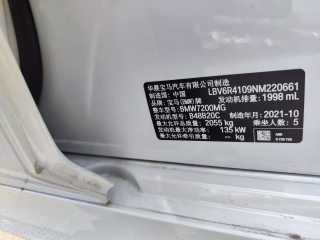 华晨宝马汽车有限公司制造
制造国：中国 LBV6R4109NM220661
品牌：宝马(BMW)牌 发动机排量：1998 mL
整车型号：BMW7200MG
发动机型号：B48B20C 制造年月：2021-10
最大允许总质量：2055 kg 乘坐人数：5
发动机最大净功率：135 kW
最大允许牵引质量：-- kg